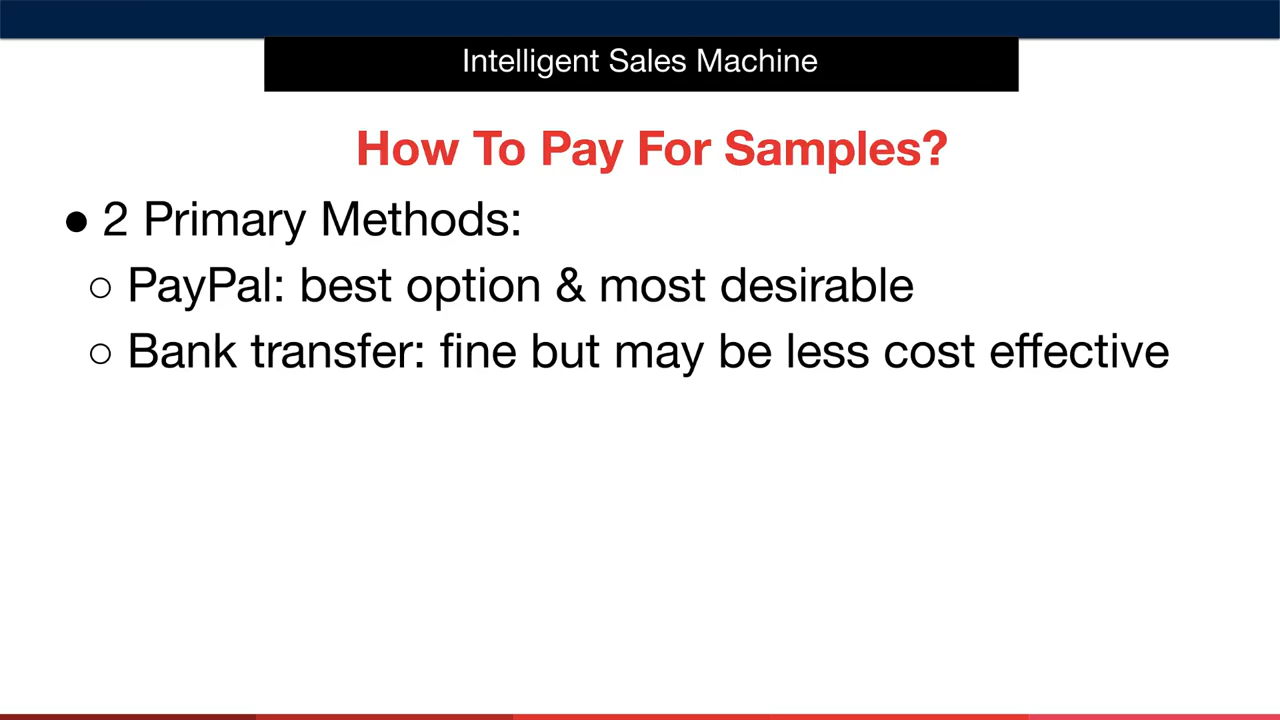 Intelligent Sales Machine
How To Pay For Samples?
● 2 Primary Methods:
○ PayPal: best option & most desirable
○ Bank transfer: fine but may be less cost effective